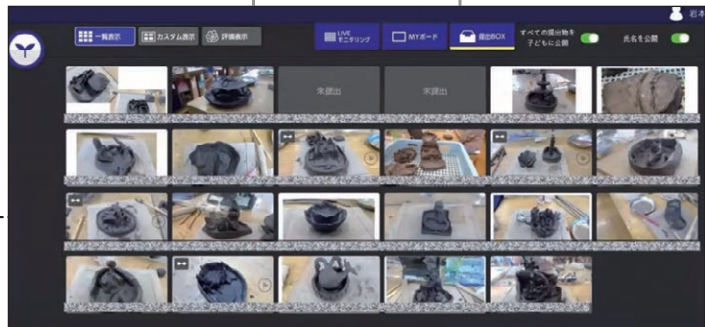 岩本
一覧表示
カスタム表示
評価表示
LIVE
モニタリング
MYボード
提出BOX
すべての提出物を
子どもに公開
氏名を公開
未提出
未提出